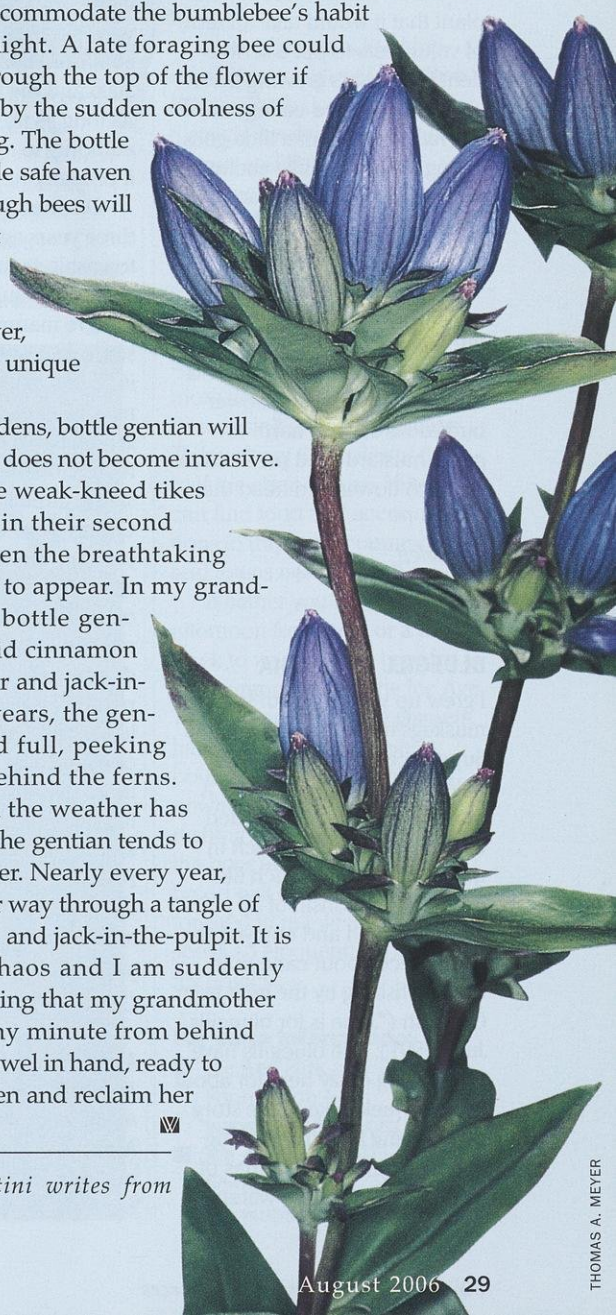 ccommodate the bumblebee's habit
ight. A late foraging bee could
rough the top of the flower if
by the sudden coolness of
g. The bottle
le safe haven
ugh bees will
er,
unique
dens, bottle gentian will
does not become invasive.
e weak-kneed tikes
in their second
en the breathtaking
to appear. In my grand-
bottle gen-
d cinnamon
r and jack-in-
years, the gen-
d full, peeking
ehind the ferns.
the weather has
he gentian tends to
er. Nearly every year,
r way through a tangle of
and jack-in-the-pulpit. It is
haos and I am suddenly
ing that my grandmother
ny minute from behind
wel in hand, ready to
en and reclaim her
W
tini writes from
THOMAS A. MEYER
August 2006 29